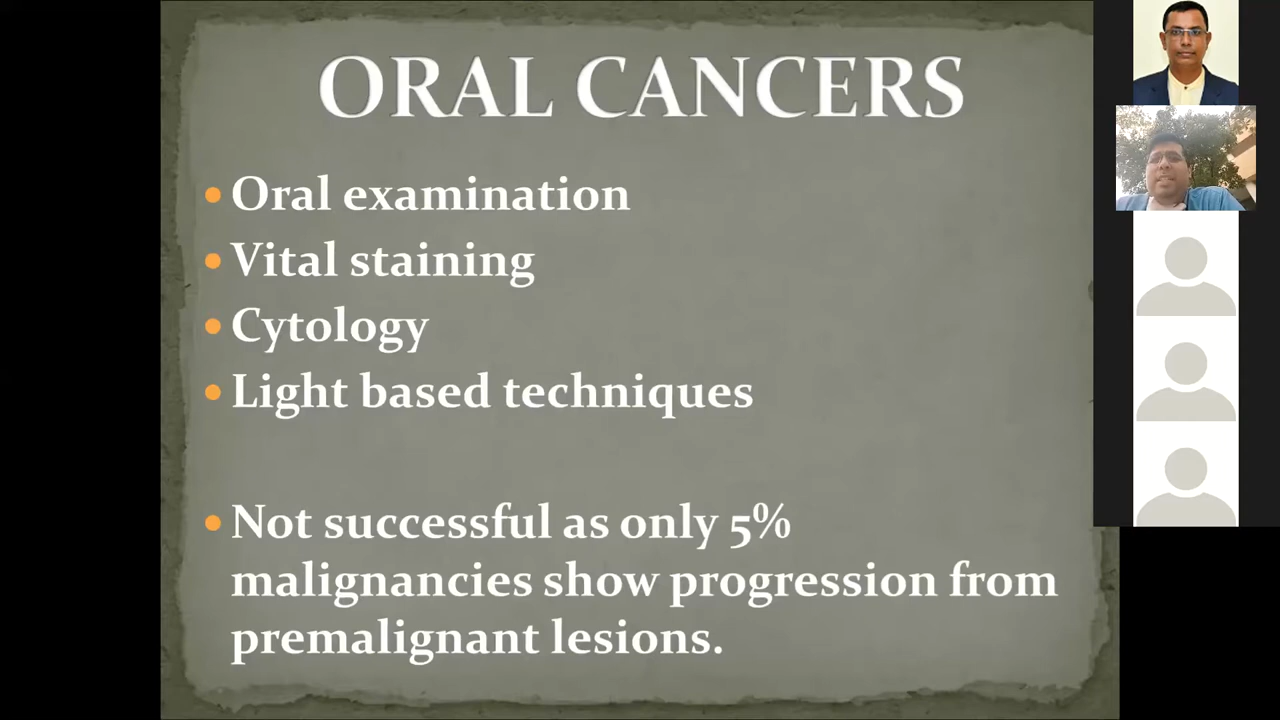 ORAL CANCERS
• Oral examination
• Vital staining
• Cytology
• Light based techniques
• Not successful as only 5%
malignancies show progression from
premalignant lesions.